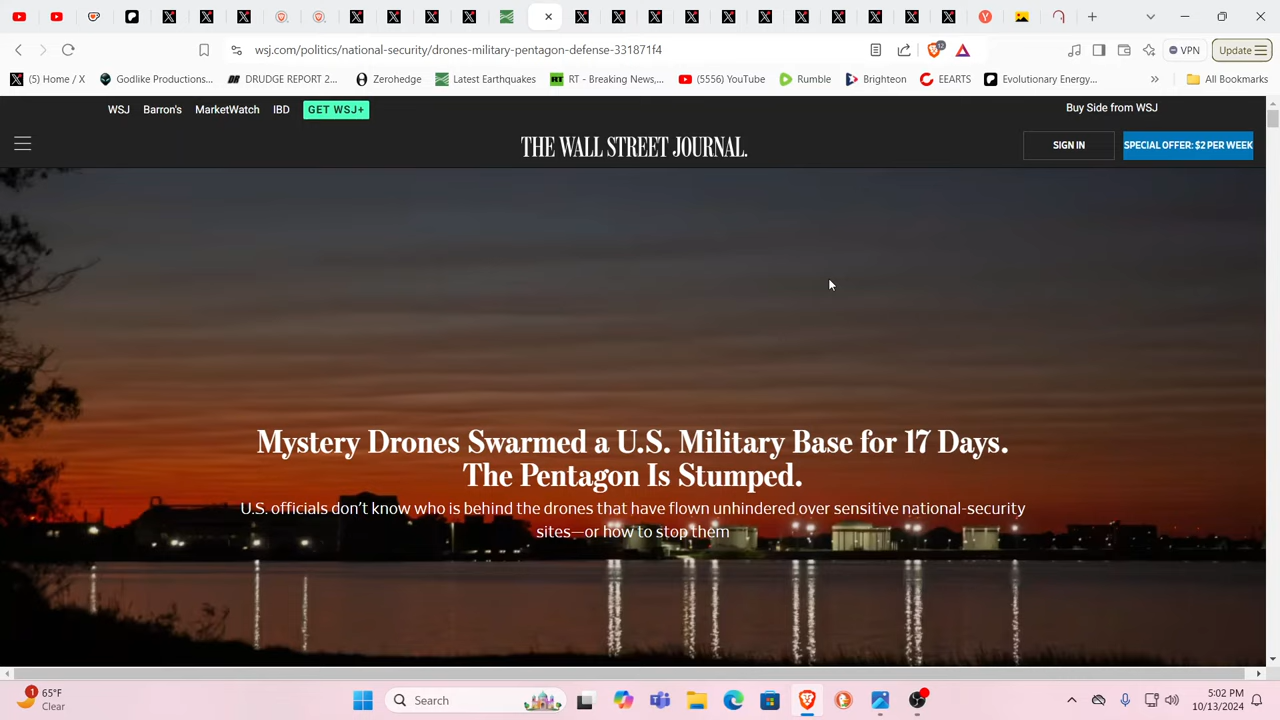 wsj.com/politics/national-security/drones-military-pentagon-defense-331871f4
12
VPN
Update
(5) Home / X
Godlike Productions...
DRUDGE REPORT 2...
Zerohedge
Latest Earthquakes
RT - Breaking News,...
(5555) YouTube
Rumble
Brighteon
EEARTS
Evolutionary Energy...
»
All Bookmarks
WSJ
Barron's
MarketWatch
IBD
GET WSJ+
Buy Side from WSJ
THE WALL STREET JOURNAL.
SIGN IN
SPECIAL OFFER: $2 PER WEEK
Mystery Drones Swarmed a U.S. Military Base for 17 Days.
The Pentagon Is Stumped.
U.S. officials don't know who is behind the drones that have flown unhindered over sensitive national-security
sites—or how to stop them
1
65°F
Clear
Search
5:02 PM
10/13/2024